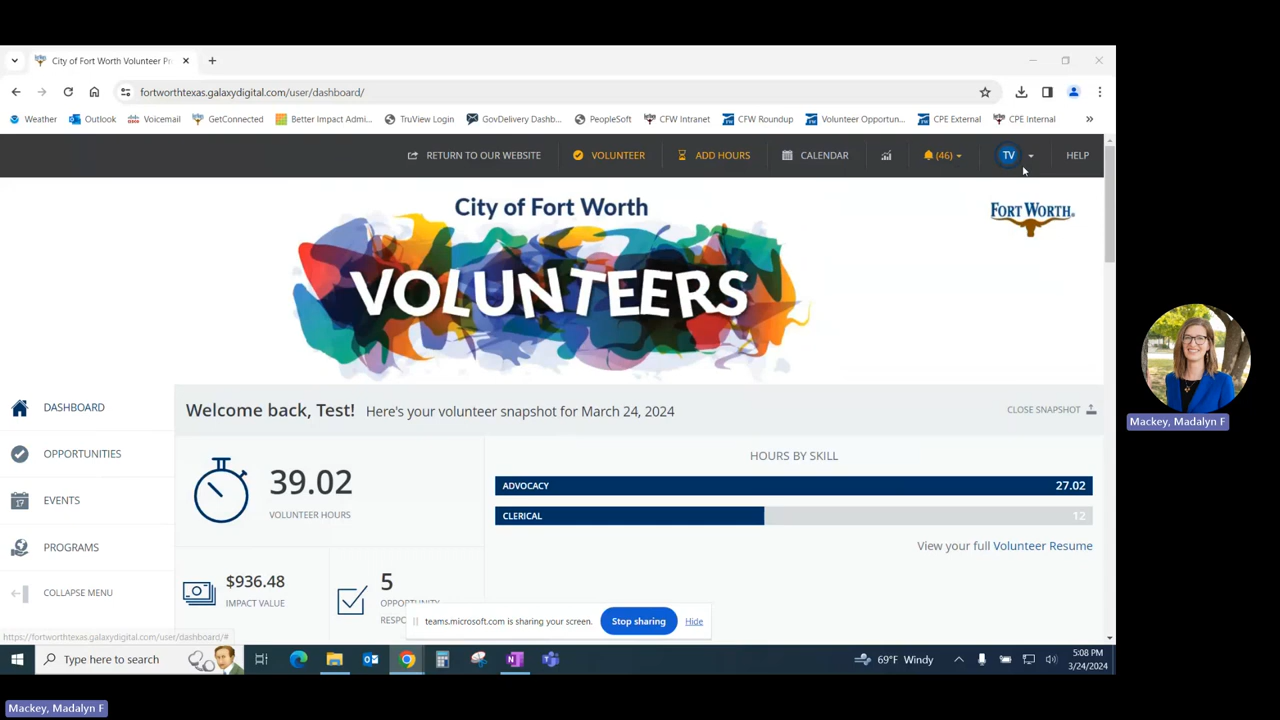 City of Fort Worth Volunteer Pr
fortworthtexas.galaxydigital.com/user/dashboard/
Weather Outlook Voicemail GetConnected Better Impact Admi... TruView Login GovDelivery Dashb... PeopleSoft CFW Intranet CFW Roundup Volunteer Opportun... CPE External CPE Internal »
RETURN TO OUR WEBSITE VOLUNTEER ADD HOURS CALENDAR (46) TV HELP
City of Fort Worth
VOLUNTEERS
FORT WORTH®
DASHBOARD
OPPORTUNITIES
EVENTS
17
PROGRAMS
COLLAPSE MENU
Welcome back, Test! Here's your volunteer snapshot for March 24, 2024 CLOSE SNAPSHOT
39.02
VOLUNTEER HOURS
HOURS BY SKILL
ADVOCACY 27.02
CLERICAL 12
View your full Volunteer Resume
$936.48
IMPACT VALUE
5
OPPORTUNITY
teams.microsoft.com is sharing your screen. Stop sharing Hide
https://fortworthtexas.galaxydigital.com/user/dashboard/#
Type here to search
69°F Windy
5:08 PM
3/24/2024
Mackey, Madalyn F
Mackey, Madalyn F